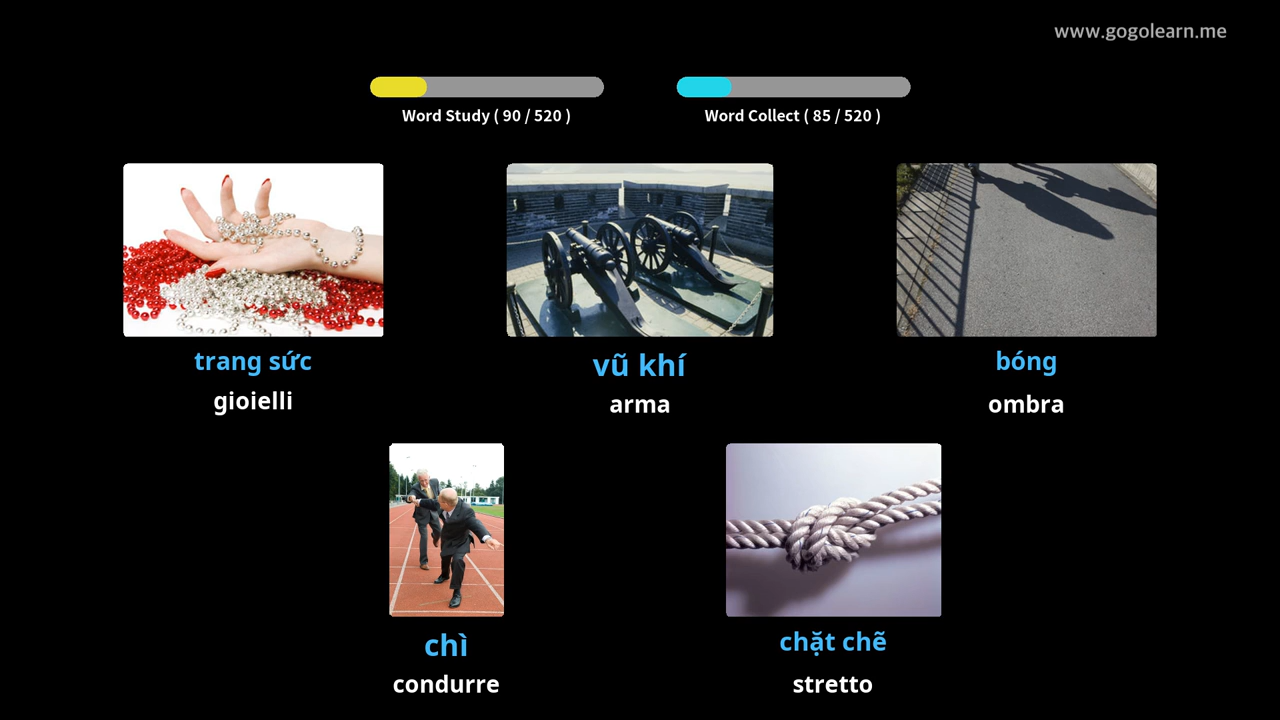 www.gogolearn.me
Word Study ( 90 / 520 )
Word Collect ( 85 / 520 )
trang sức
gioielli
vũ khí
arma
bóng
ombra
chì
condurre
chặt chẽ
stretto